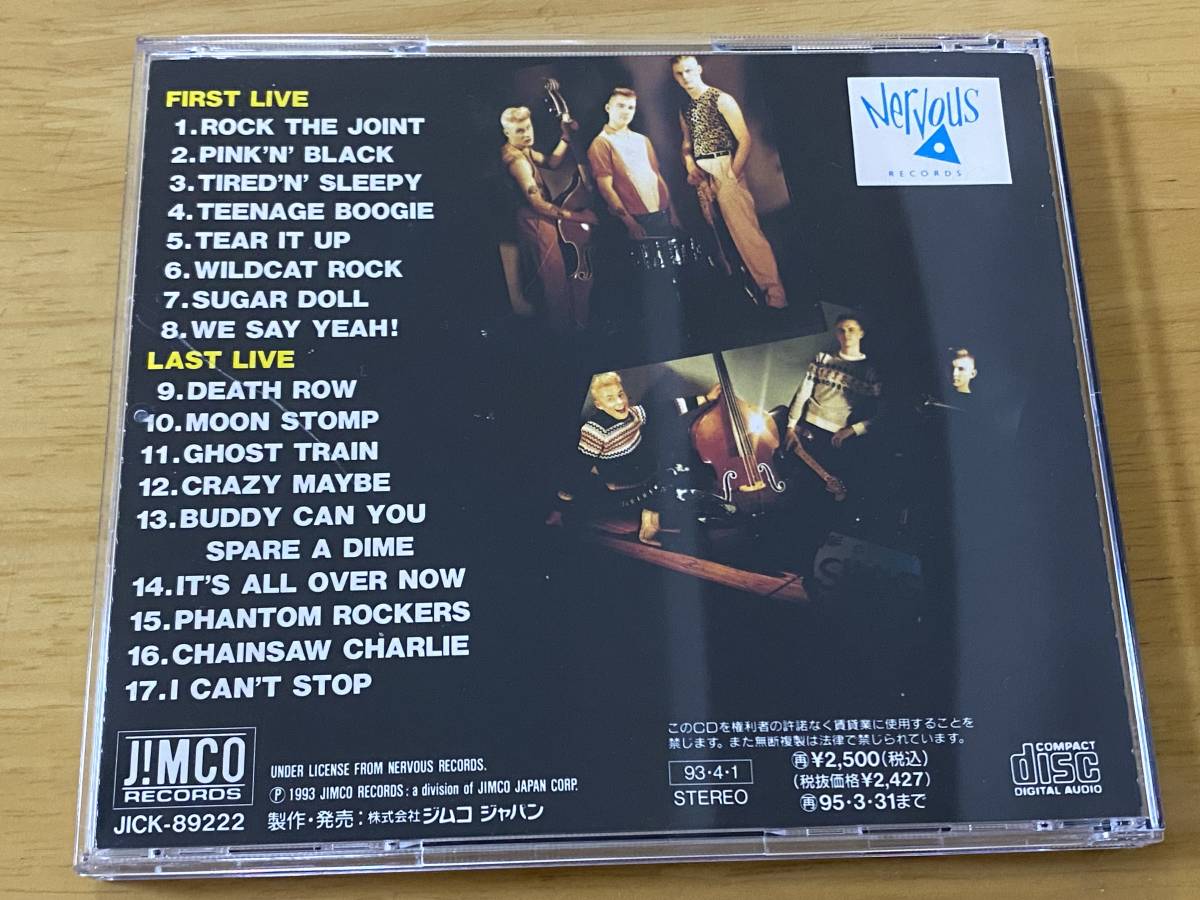 FIRST LIVE
1.ROCK THE JOINT
2.PINK'N' BLACK
3.TIRED'N' SLEEPY
4.TEENAGE BOOGIE
5.TEAR IT UP
6.WILDCAT ROCK
7.SUGAR DOLL
8.WE SAY YEAH!
LAST LIVE
9.DEATH ROW
10.MOON STOMP
11.GHOST TRAIN
12.CRAZY MAYBE
13.BUDDY CAN YOU
SPARE A DIME
14.IT'S ALL OVER NOW
15.PHANTOM ROCKERS
16.CHAINSAW CHARLIE
17.I CAN'T STOP
Nervous
RECORDS
J!MCO
RECORDS
JICK-89222
UNDER LICENSE FROM NERVOUS RECORDS.
Ⓟ 1993 JIMCO RECORDS : a division of JIMCO JAPAN CORP.
製作・発売：株式会社 ジムコ ジャパン
このCDを権利者の許諾なく賃貸業に使用することを
禁じます。また無断複製は法律で禁じられています。
93・4・1
STEREO
再¥2,500(税込)
(税抜価格¥2,427)
再95・3・31まで
COMPACT
disc
DIGITAL AUDIO